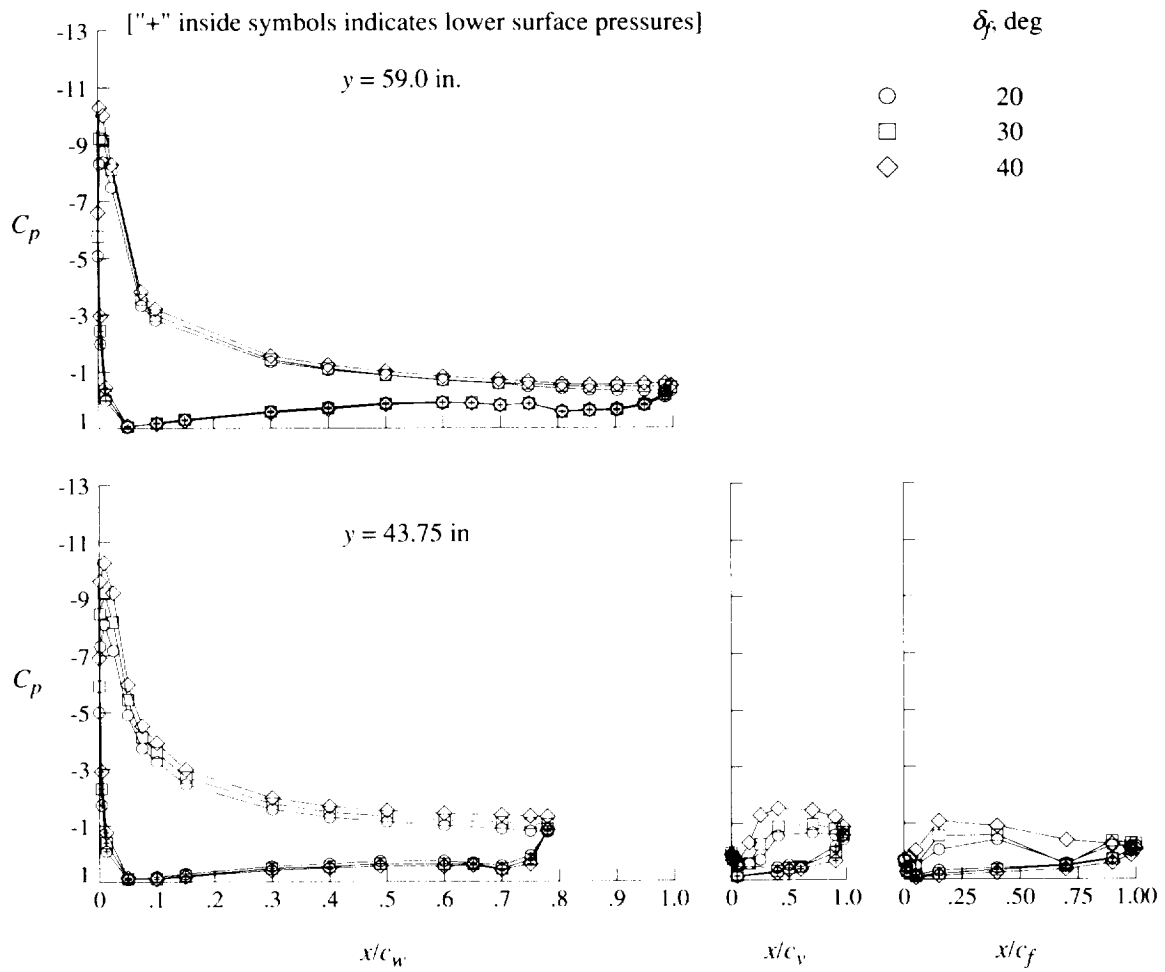 ["+" inside symbols indicates lower surface pressures]
δf, deg
y = 59.0 in.
20
30
40
-13
-11
-9
-7
-5
-3
-1
1
Cp
-13
-11
-9
-7
-5
-3
-1
1
Cp
y = 43.75 in
0 .1 .2 .3 .4 .5 .6 .7 .8 .9 1.0
0 .5 1.0
0 .25 .50 .75 1.00
x/cw
x/cv
x/cf